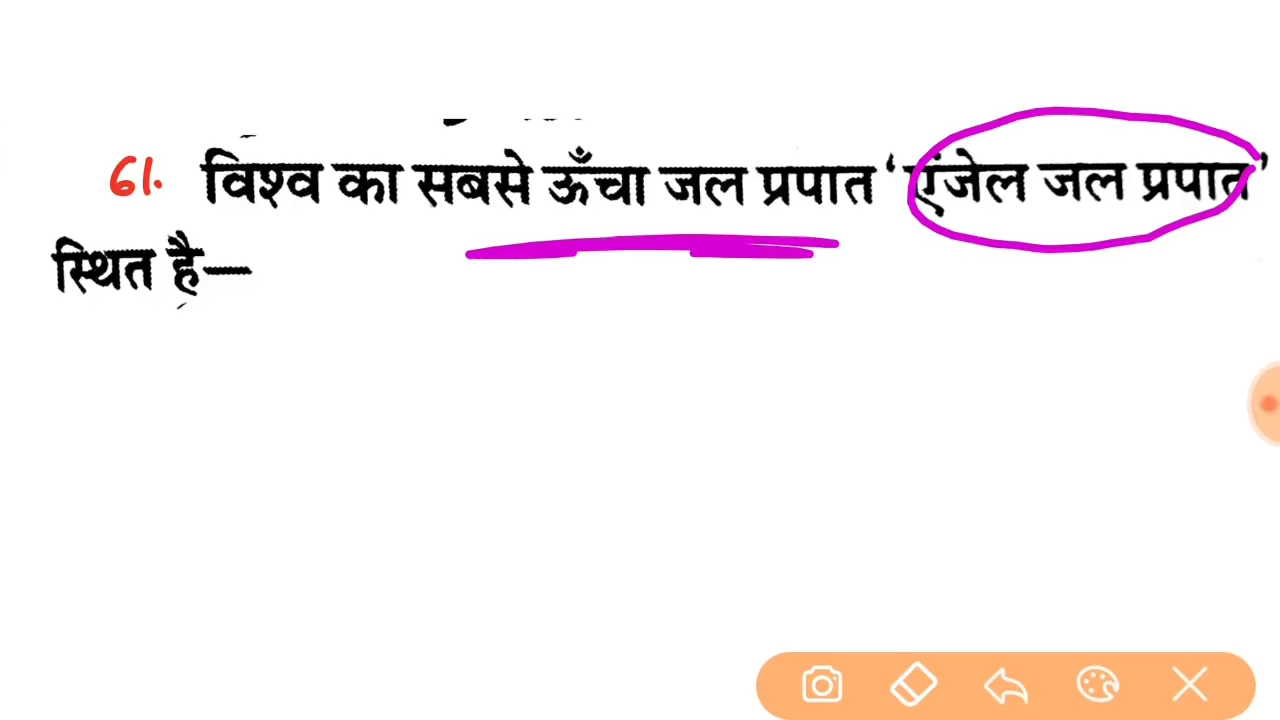 61. विश्व का सबसे ऊँचा जल प्रपात ‘एंजेल जल प्रपात’
स्थित है—